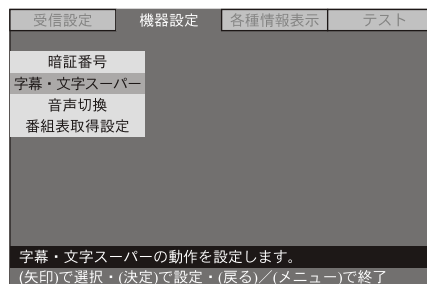 受信設定 機器設定 各種情報表示 テスト
暗証番号
字幕・文字スーパー
音声切換
番組表取得設定
字幕・文字スーパーの動作を設定します。
(矢印)で選択・(決定)で設定・(戻る)／(メニュー)で終了